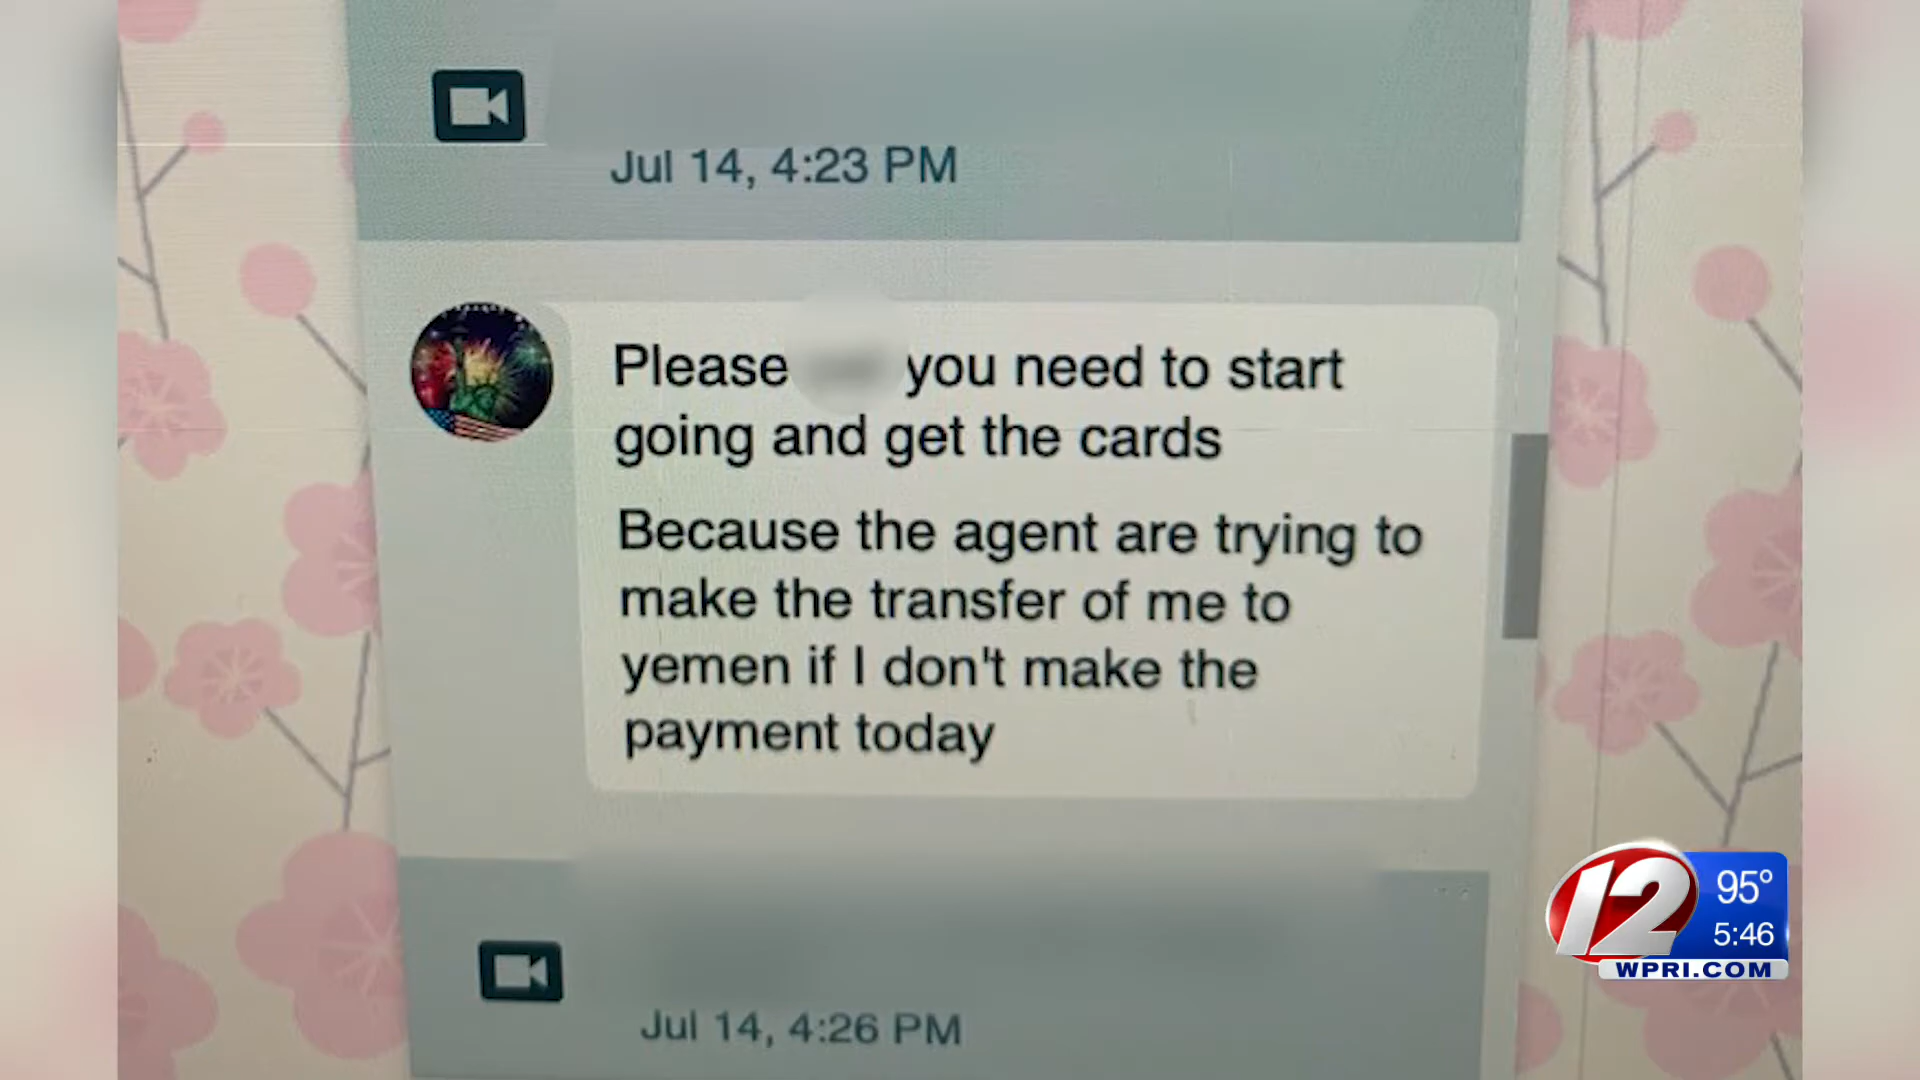 Jul 14, 4:23 PM
Please you need to start
going and get the cards
Because the agent are trying to
make the transfer of me to
yemen if I don't make the
payment today
Jul 14, 4:26 PM
12
95°
5:46
WPRI.COM